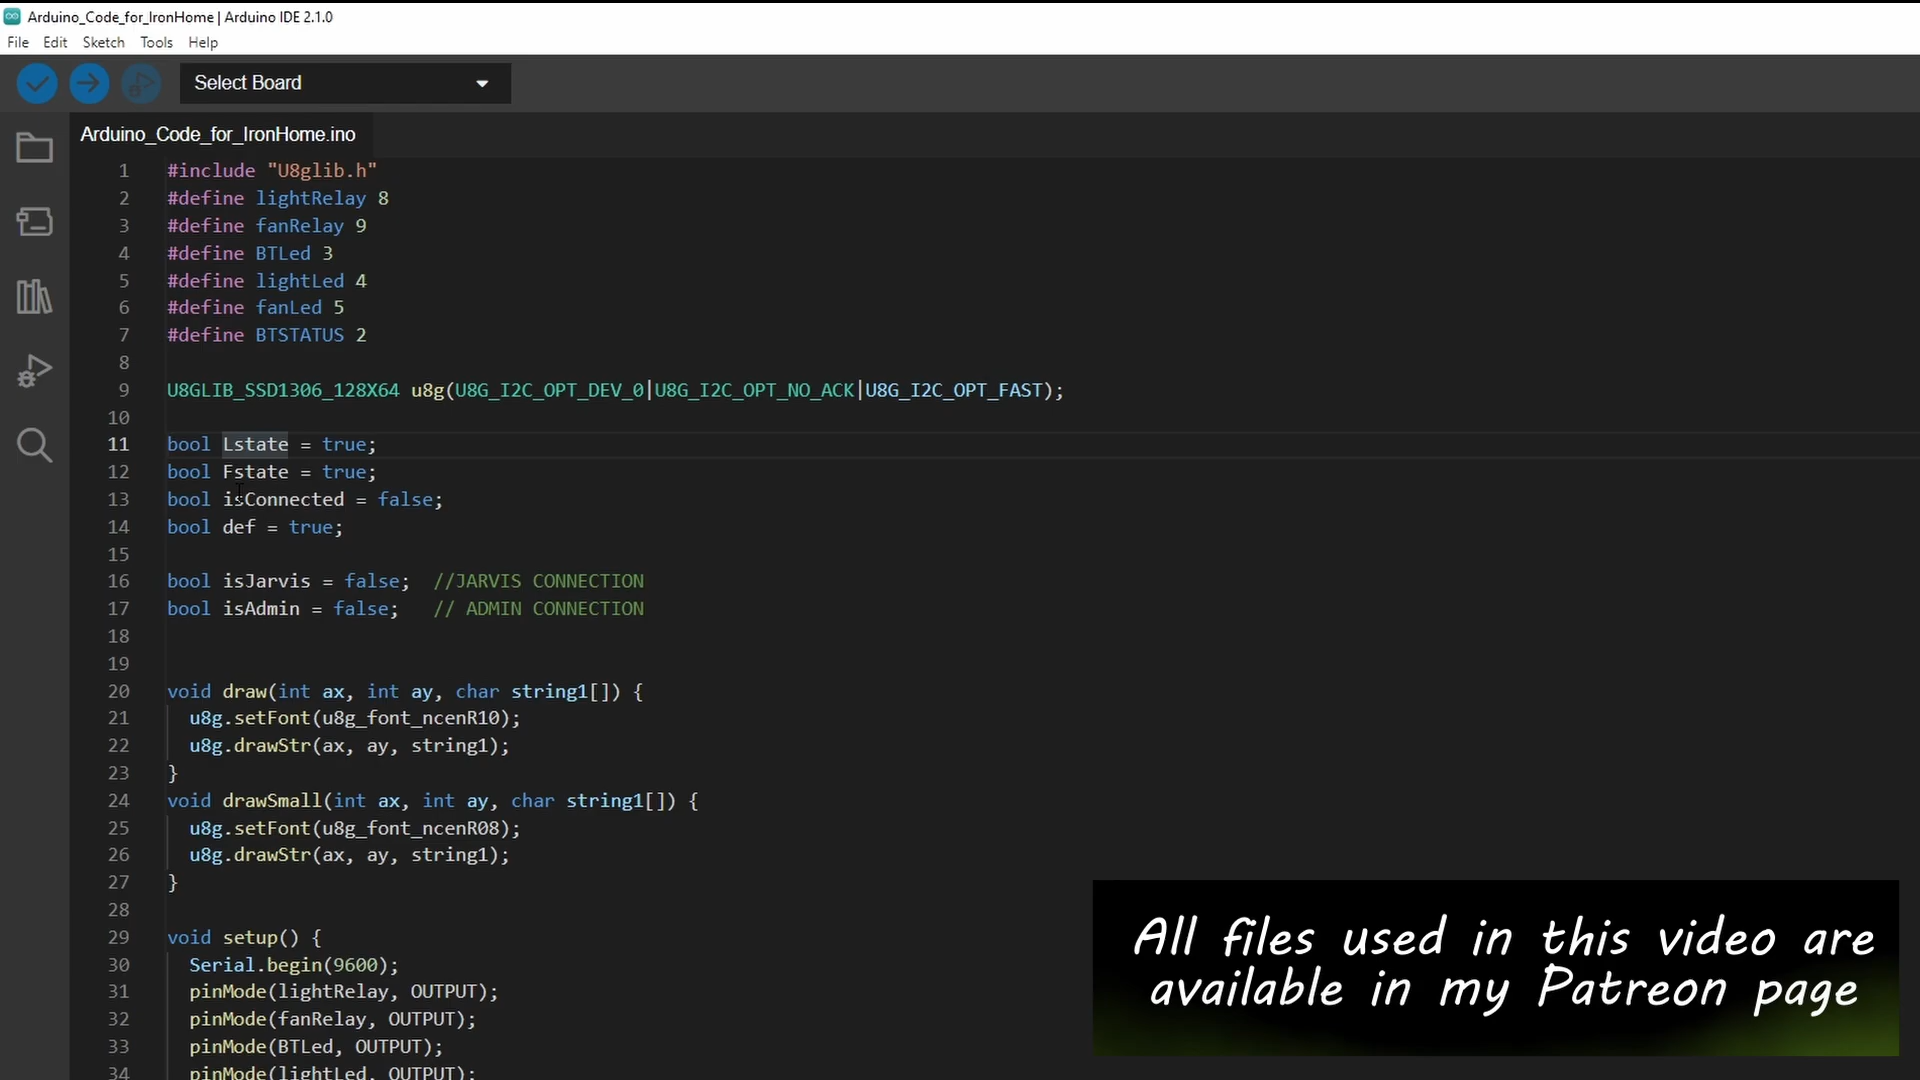 Arduino_Code_for_IronHome | Arduino IDE 2.1.0
File Edit Sketch Tools Help
Select Board
Arduino_Code_for_IronHome.ino
1 #include "U8glib.h"
2 #define lightRelay 8
3 #define fanRelay 9
4 #define BTLed 3
5 #define lightLed 4
6 #define fanLed 5
7 #define BTSTATUS 2
8
9 U8GLIB_SSD1306_128X64 u8g(U8G_I2C_OPT_DEV_0|U8G_I2C_OPT_NO_ACK|U8G_I2C_OPT_FAST);
10
11 bool Lstate = true;
12 bool Fstate = true;
13 bool isConnected = false;
14 bool def = true;
15
16 bool isJarvis = false; //JARVIS CONNECTION
17 bool isAdmin = false; // ADMIN CONNECTION
18
19
20 void draw(int ax, int ay, char string1[]) {
21 u8g.setFont(u8g_font_ncenR10);
22 u8g.drawStr(ax, ay, string1);
23 }
24 void drawSmall(int ax, int ay, char string1[]) {
25 u8g.setFont(u8g_font_ncenR08);
26 u8g.drawStr(ax, ay, string1);
27 }
28
29 void setup() {
30 Serial.begin(9600);
31 pinMode(lightRelay, OUTPUT);
32 pinMode(fanRelay, OUTPUT);
33 pinMode(BTLed, OUTPUT);
34 pinMode(lightLed, OUTPUT);
All files used in this video are
available in my Patreon page